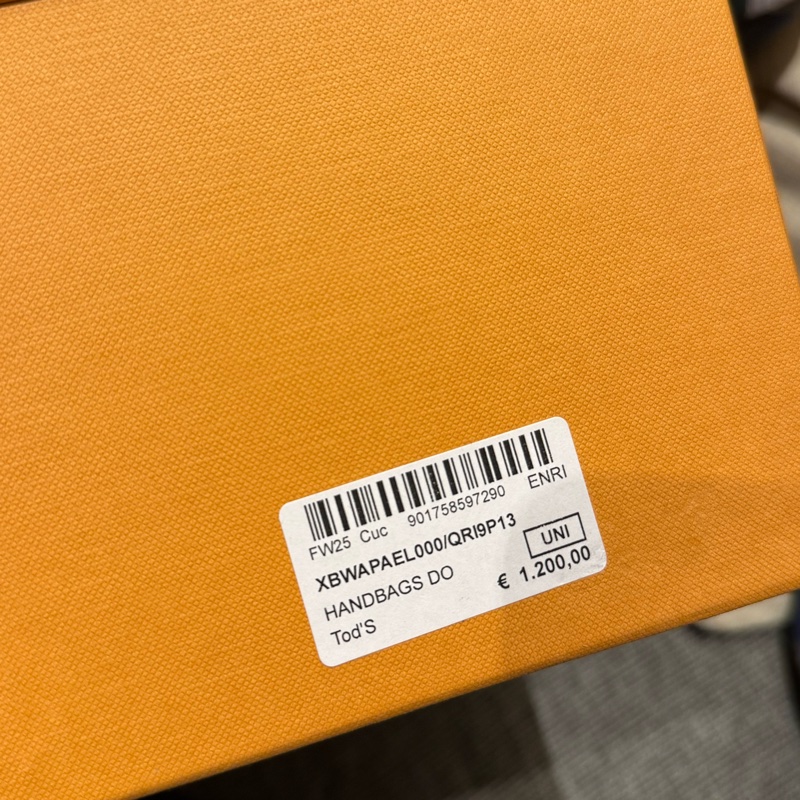 901758597290 ENRI
FW25 Cuc
XBWAPAEL000/QRI9P13
HANDBAGS DO UNI
Tod'S € 1.200,00